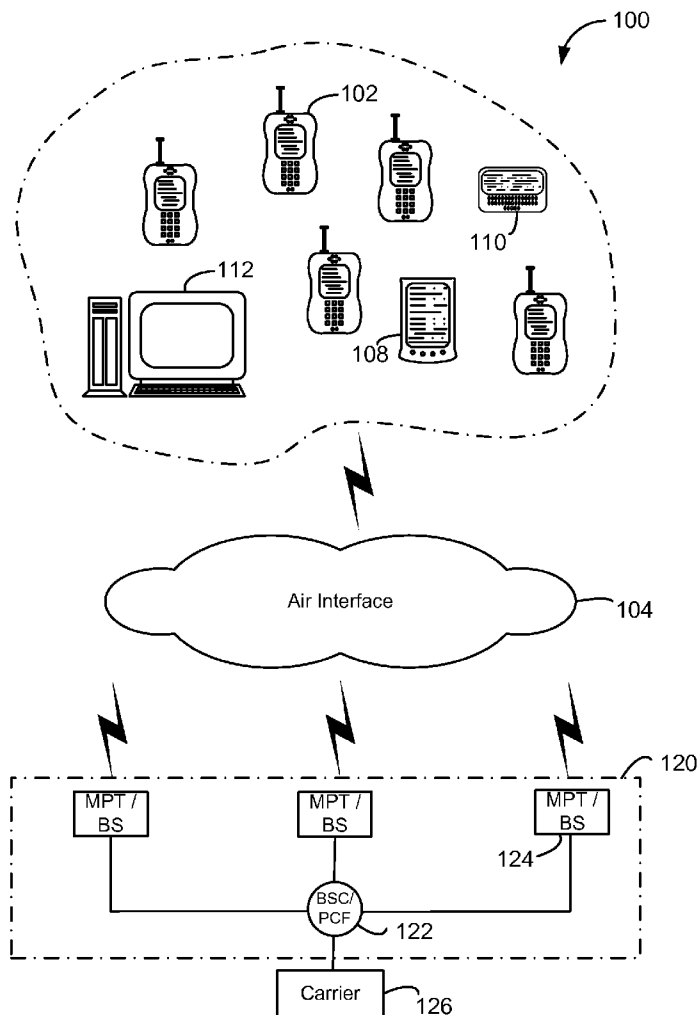 100
102
110
112
108
Air Interface
104
120
MPT /
BS
MPT /
BS
MPT /
BS
124
BSC/
PCF
122
Carrier
126